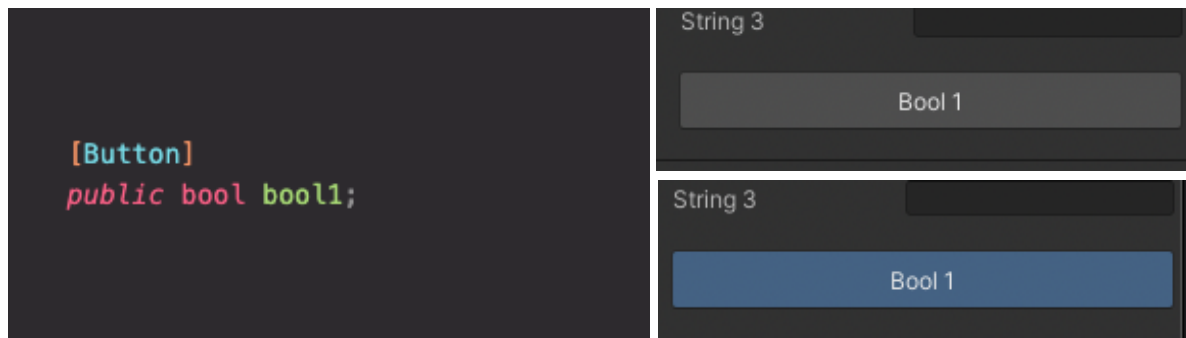 [Button]
public bool bool1;
String 3
Bool 1
String 3
Bool 1